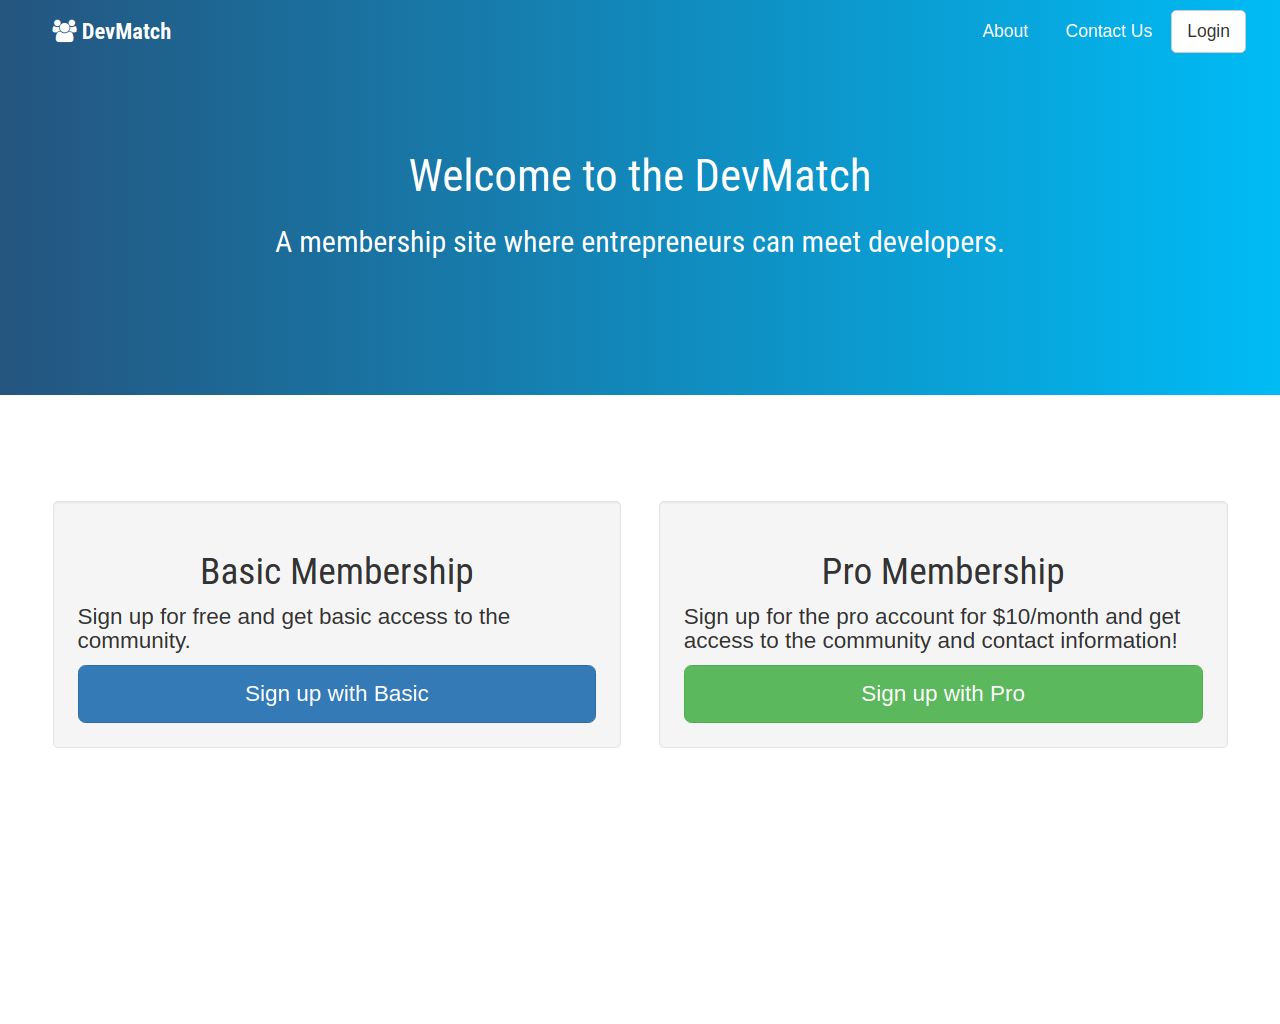 DevMatch
About
Contact Us
Login
Welcome to the DevMatch
A membership site where entrepreneurs can meet developers.
Basic Membership
Sign up for free and get basic access to the
community.
Sign up with Basic
Pro Membership
Sign up for the pro account for $10/month and get
access to the community and contact information!
Sign up with Pro